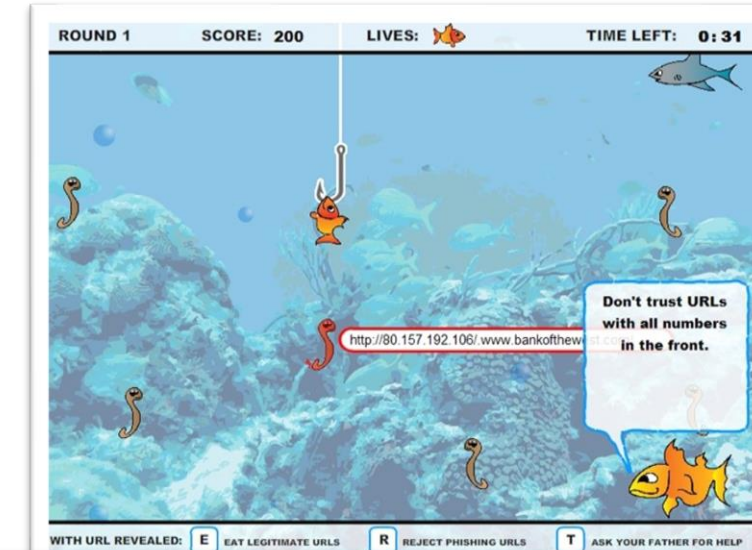 ROUND 1 SCORE: 200 LIVES: TIME LEFT: 0:31
http://80.157.192.106/.www.bankofthewest.co
Don't trust URLs
with all numbers
in the front.
WITH URL REVEALED: E EAT LEGITIMATE URLS R REJECT PHISHING URLS T ASK YOUR FATHER FOR HELP